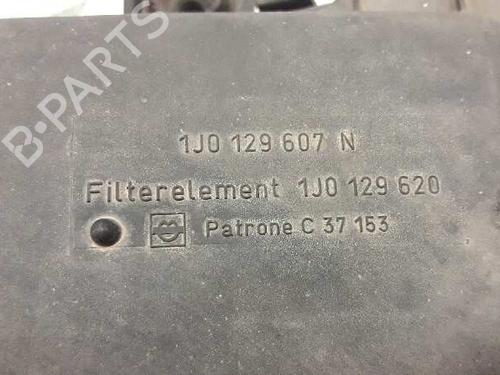 B-PARTS
1J0 129 607 N
Filterelement 1J0 129 620
Patrone C 37 153